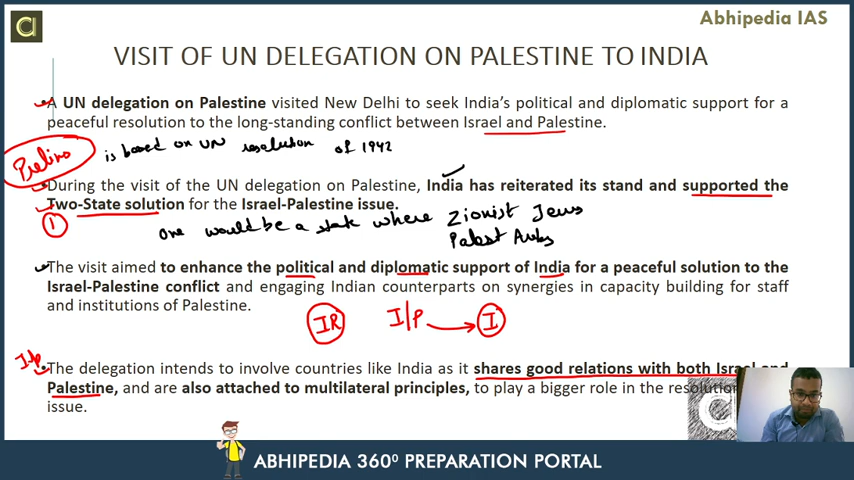 Abhipedia IAS
VISIT OF UN DELEGATION ON PALESTINE TO INDIA
A UN delegation on Palestine visited New Delhi to seek India's political and diplomatic support for a
peaceful resolution to the long-standing conflict between Israel and Palestine.
Prelims
is based on UN resolution of 1942
During the visit of the UN delegation on Palestine, India has reiterated its stand and supported the
Two-State solution for the Israel-Palestine issue.
1
one would be a state where Zionist Jews
Palest Arabs
The visit aimed to enhance the political and diplomatic support of India for a peaceful solution to the
Israel-Palestine conflict and engaging Indian counterparts on synergies in capacity building for staff
and institutions of Palestine.
IR I/P I
I/P
The delegation intends to involve countries like India as it shares good relations with both Israel and
Palestine, and are also attached to multilateral principles, to play a bigger role in the resolution
issue.
ABHIPEDIA 360⁰ PREPARATION PORTAL